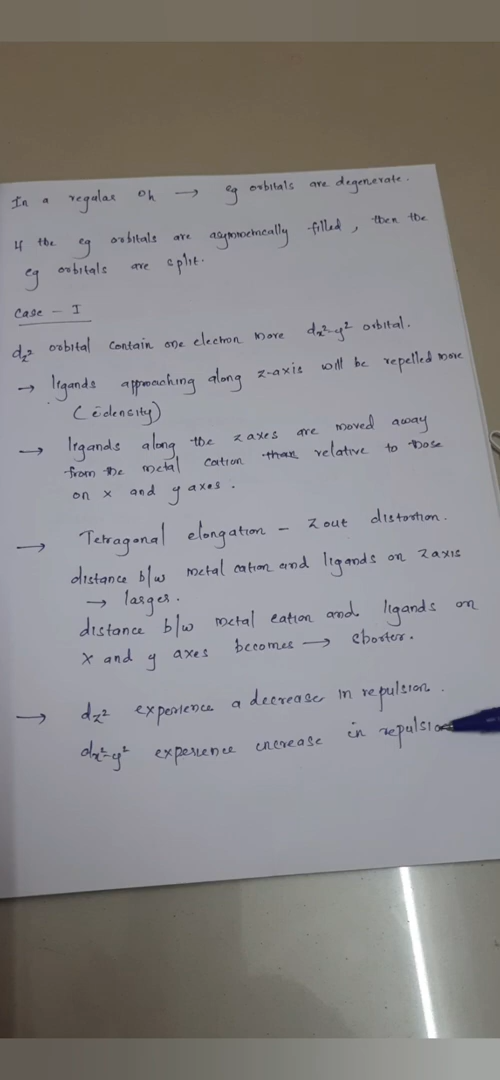 In a regular Oh → eg orbitals are degenerate.
If the eg orbitals are asymmetrically filled, then the
eg orbitals are split.
Case - I
dz² orbital contain one electron more dx²-y² orbital.
→ ligands approaching along z-axis will be repelled more
(ēdensity)
→ ligands along the z axes are moved away
from the metal cation than relative to those
on x and y axes.
→ Tetragonal elongation - Z out distortion.
distance b/w metal cation and ligands on z axis
→ larger.
distance b/w metal cation and ligands on
x and y axes becomes → shorter.
→ dz² experience a decrease in repulsion.
dx²-y² experience increase in repulsion